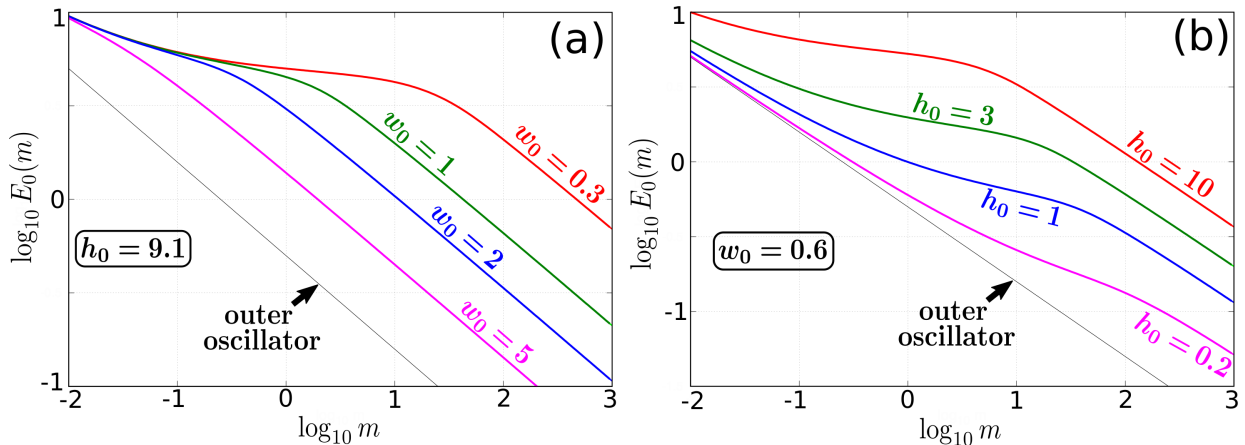 1
0
-1
-2
-1
0
1
2
3
log₁₀ E₀(m)
log₁₀ m
(a)
w₀ = 0.3
w₀ = 1
w₀ = 2
w₀ = 5
h₀ = 9.1
outer
oscillator
1
0
-1
-2
-1
0
1
2
3
log₁₀ E₀(m)
log₁₀ m
(b)
h₀ = 10
h₀ = 3
h₀ = 1
h₀ = 0.2
w₀ = 0.6
outer
oscillator